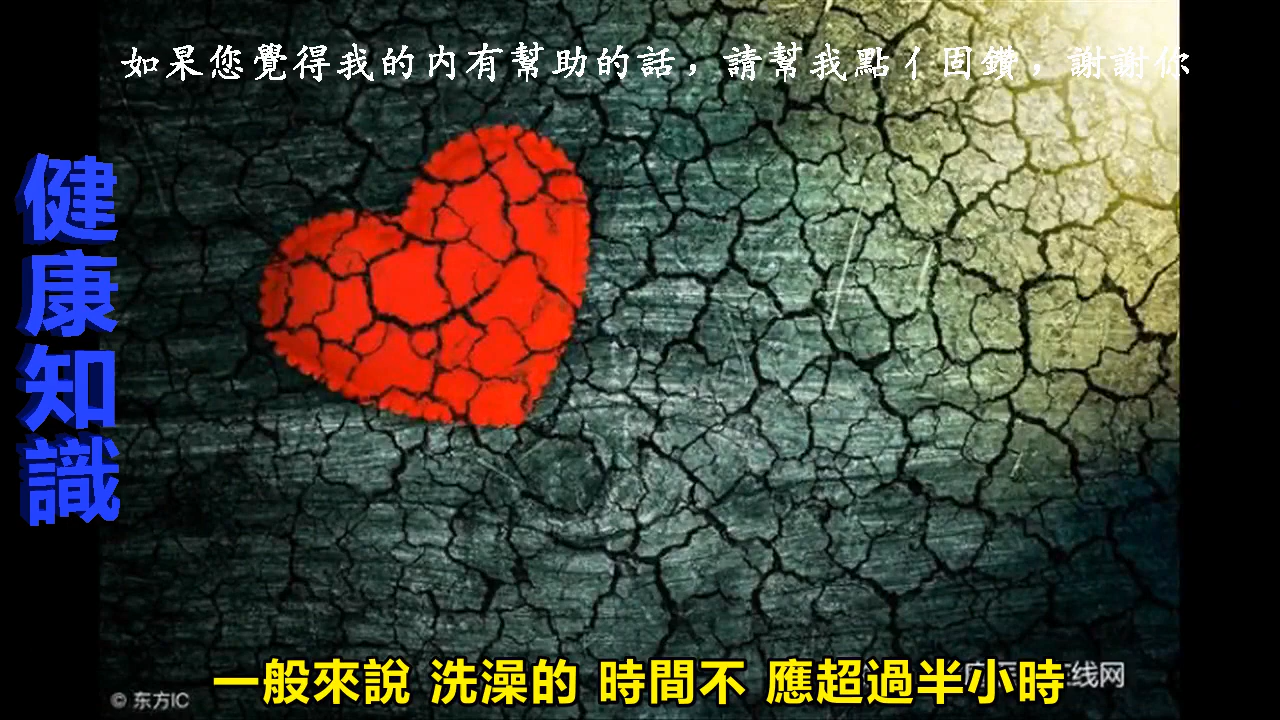 如果您覺得我的内有幫助的話，請幫我點亻固鑽，謝謝你
健康知識
一般來說 洗澡的 時間不 應超過半小時
线网
© 东方IC